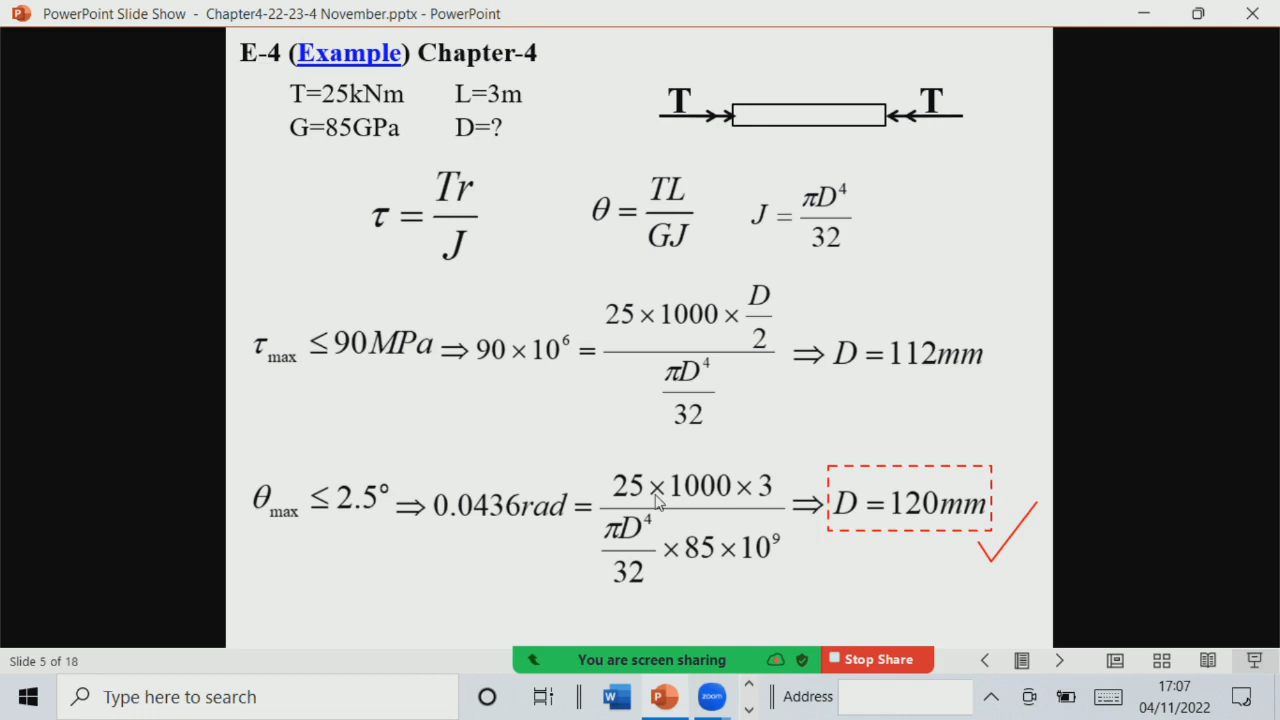 PowerPoint Slide Show - Chapter4-22-23-4 November.pptx - PowerPoint
E-4 (Example) Chapter-4
T=25kNm L=3m
G=85GPa D=?
T T
τ = Tr/J θ = TL/GJ J = πD⁴/32
τmax ≤ 90MPa ⇒ 90×10⁶ = (25×1000×D/2)/(πD⁴/32) ⇒ D = 112mm
θmax ≤ 2.5° ⇒ 0.0436rad = (25×1000×3)/(πD⁴/32 ×85×10⁹) ⇒ D = 120mm
Slide 5 of 18
You are screen sharing
Stop Share
Type here to search
W
P
zoom
Address
17:07
04/11/2022